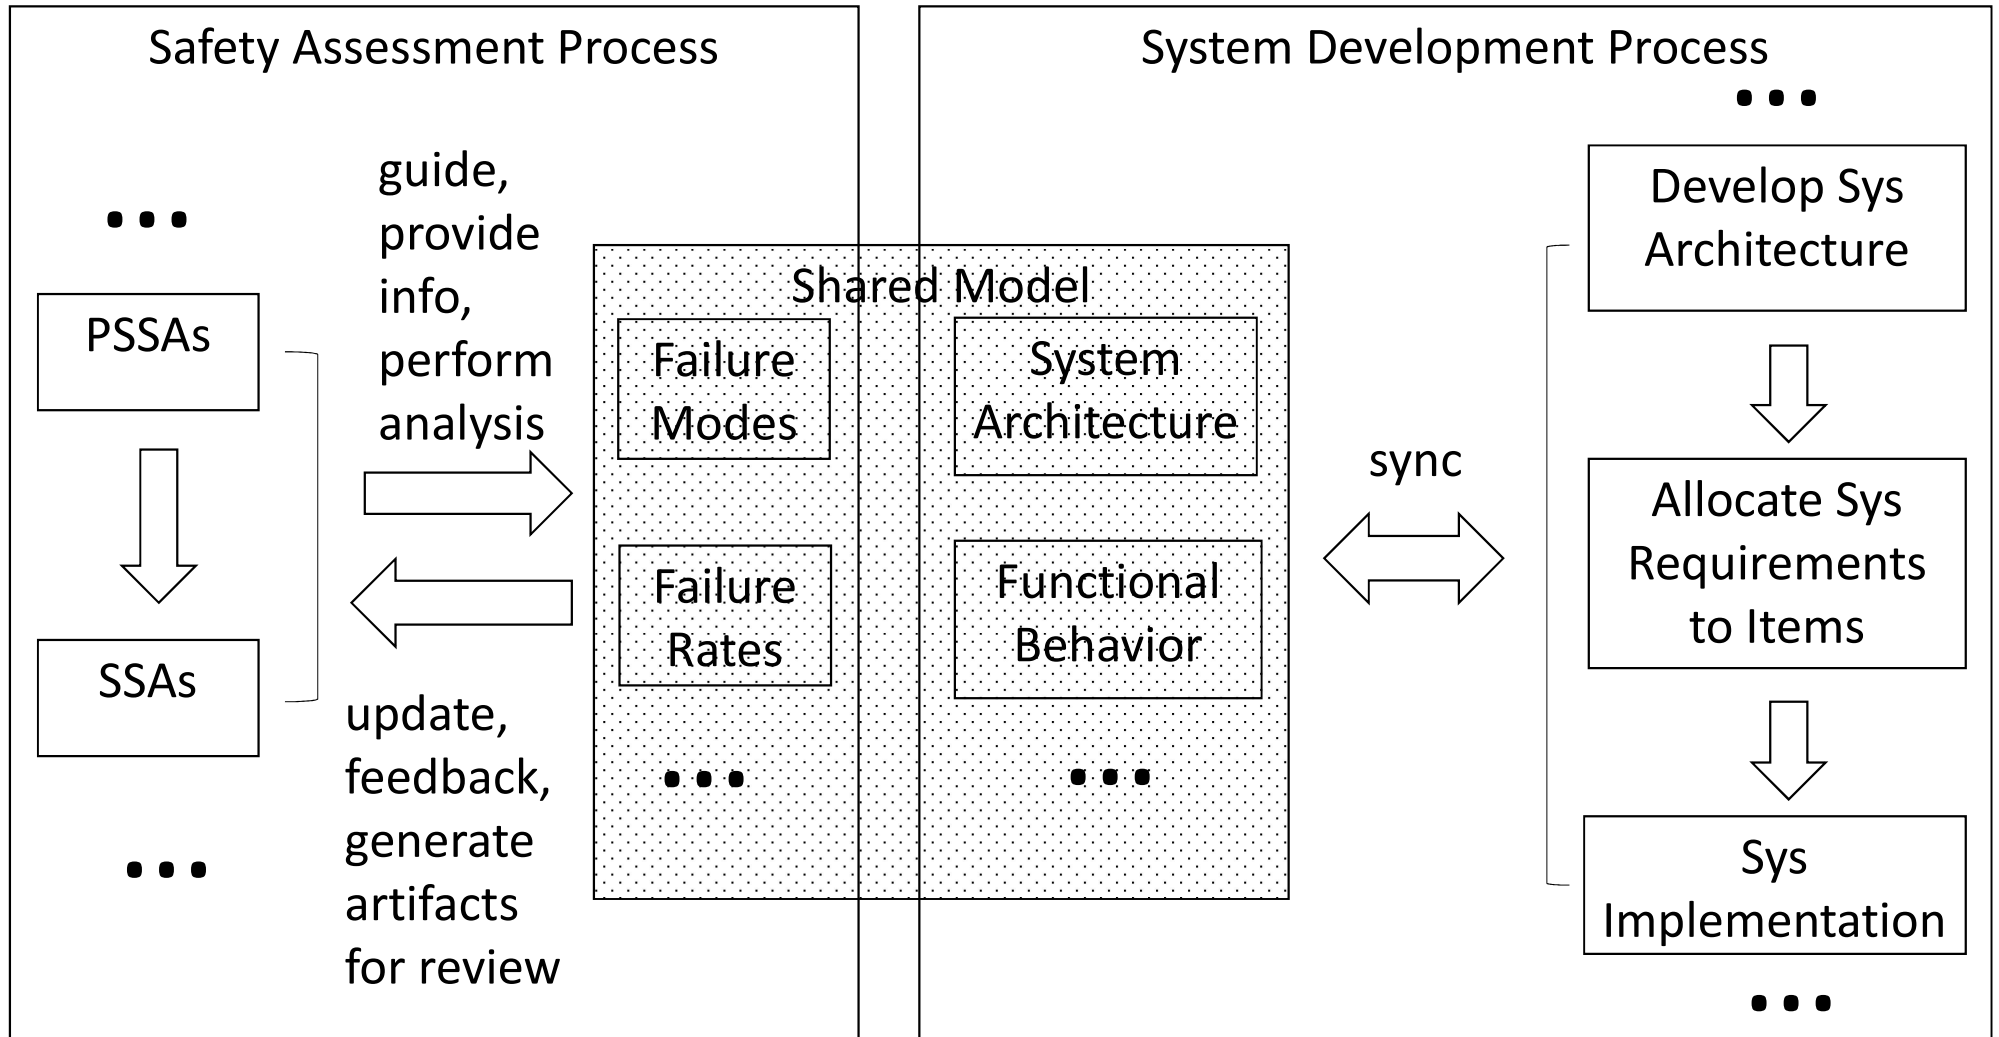 Safety Assessment Process
System Development Process
...
guide,
provide
info,
perform
analysis
...
PSSAs
SSAs
...
update,
feedback,
generate
artifacts
for review
Shared Model
Failure
Modes
System
Architecture
Failure
Rates
Functional
Behavior
...
...
sync
Develop Sys
Architecture
Allocate Sys
Requirements
to Items
Sys
Implementation
...